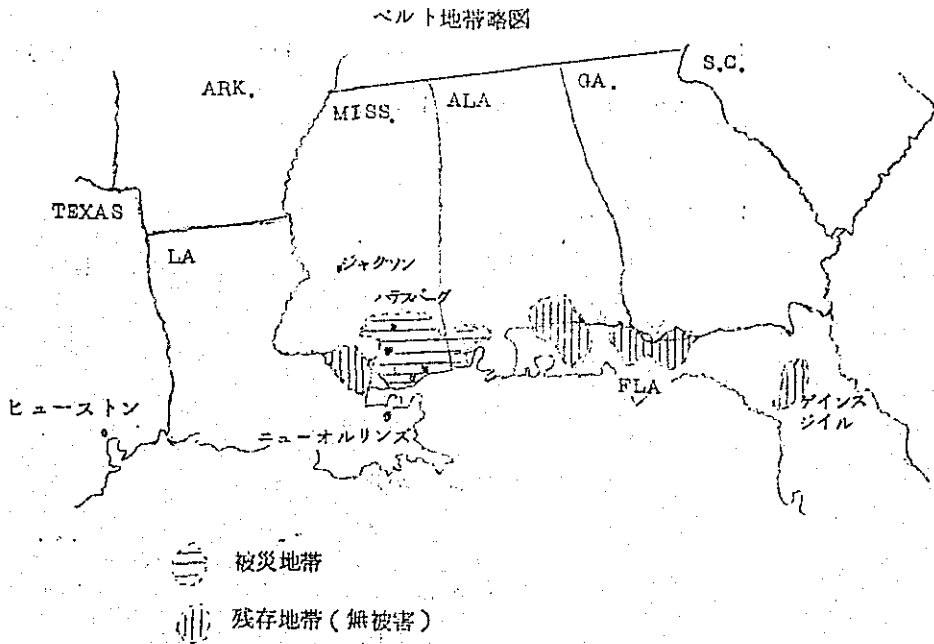 ベルト地帯略図
S.C.
GA.
ARK.
ALA
MISS.
TEXAS
LA
ジャクソン
ハテスバーグ
FLA
ヒューストン
ゲインス
ジイル
ニューオルリンズ
被災地帯
残存地帯(無被害)